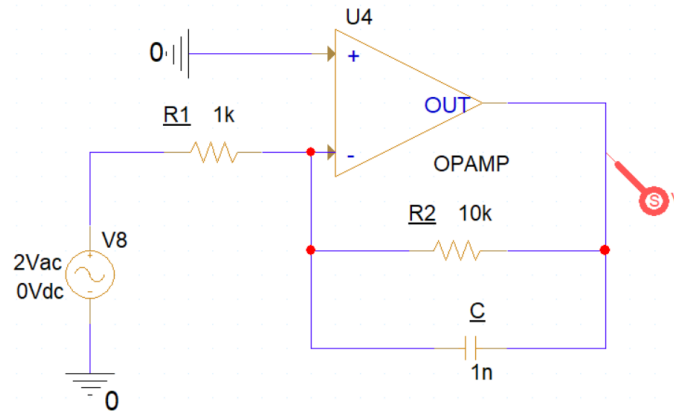 U4
0
+
R1 1k
OUT
-
OPAMP
R2 10k
V8
2Vac
+
0Vdc
-
C
1n
0
S